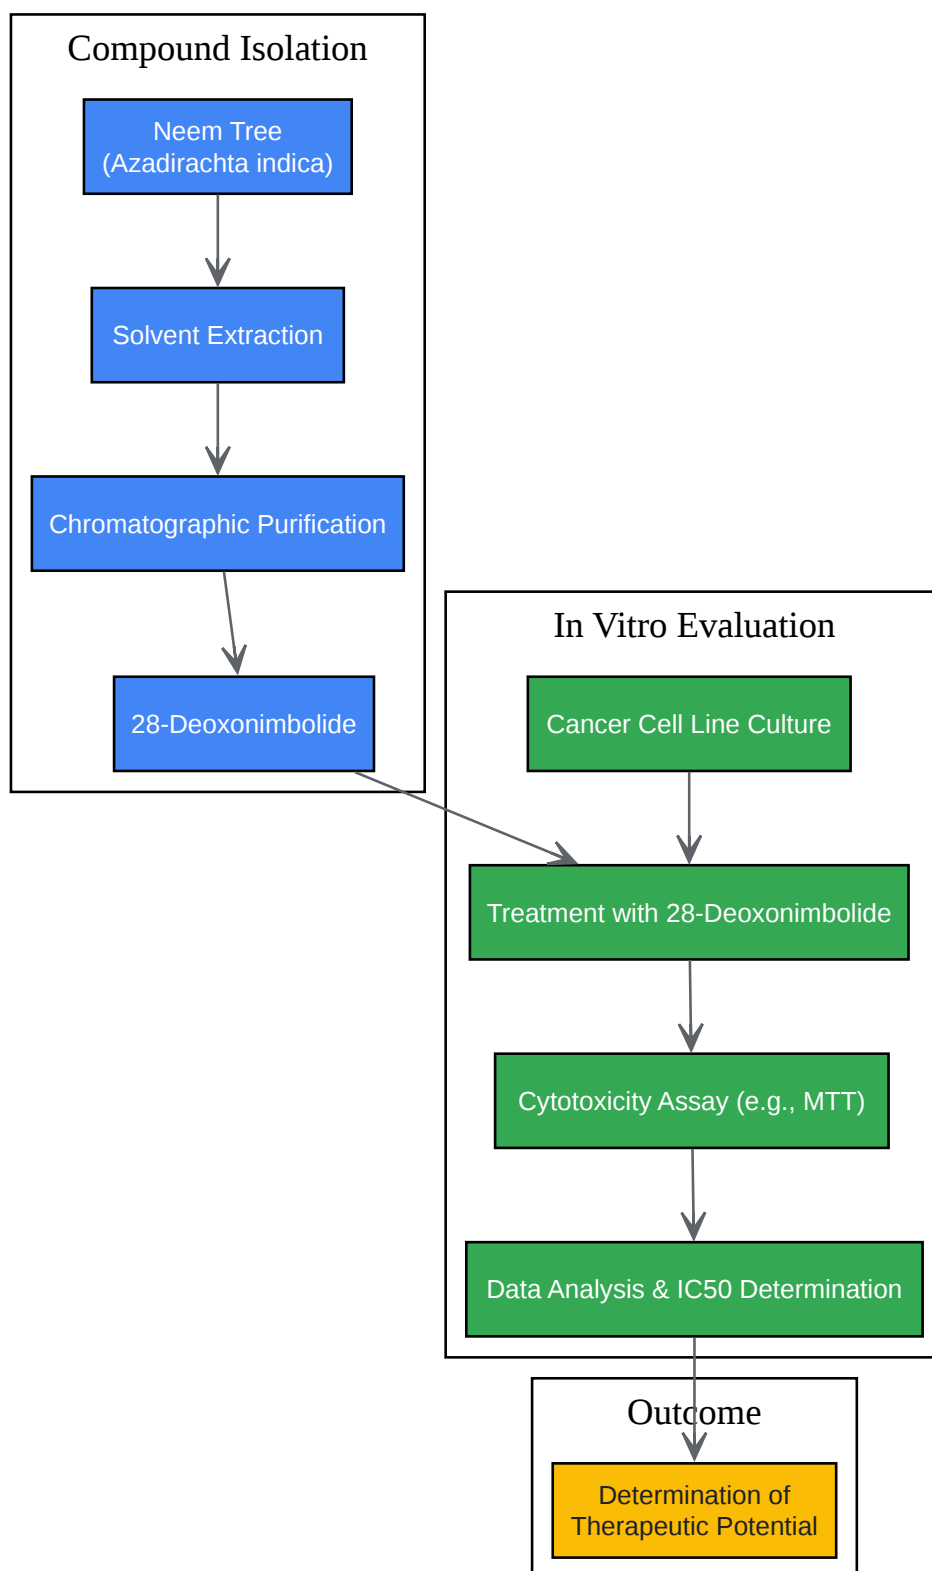 Compound Isolation
Neem Tree
(Azadirachta indica)
Solvent Extraction
Chromatographic Purification
28-Deoxonimbolide
In Vitro Evaluation
Cancer Cell Line Culture
Treatment with 28-Deoxonimbolide
Cytotoxicity Assay (e.g., MTT)
Data Analysis & IC50 Determination
Outcome
Determination of
Therapeutic Potential